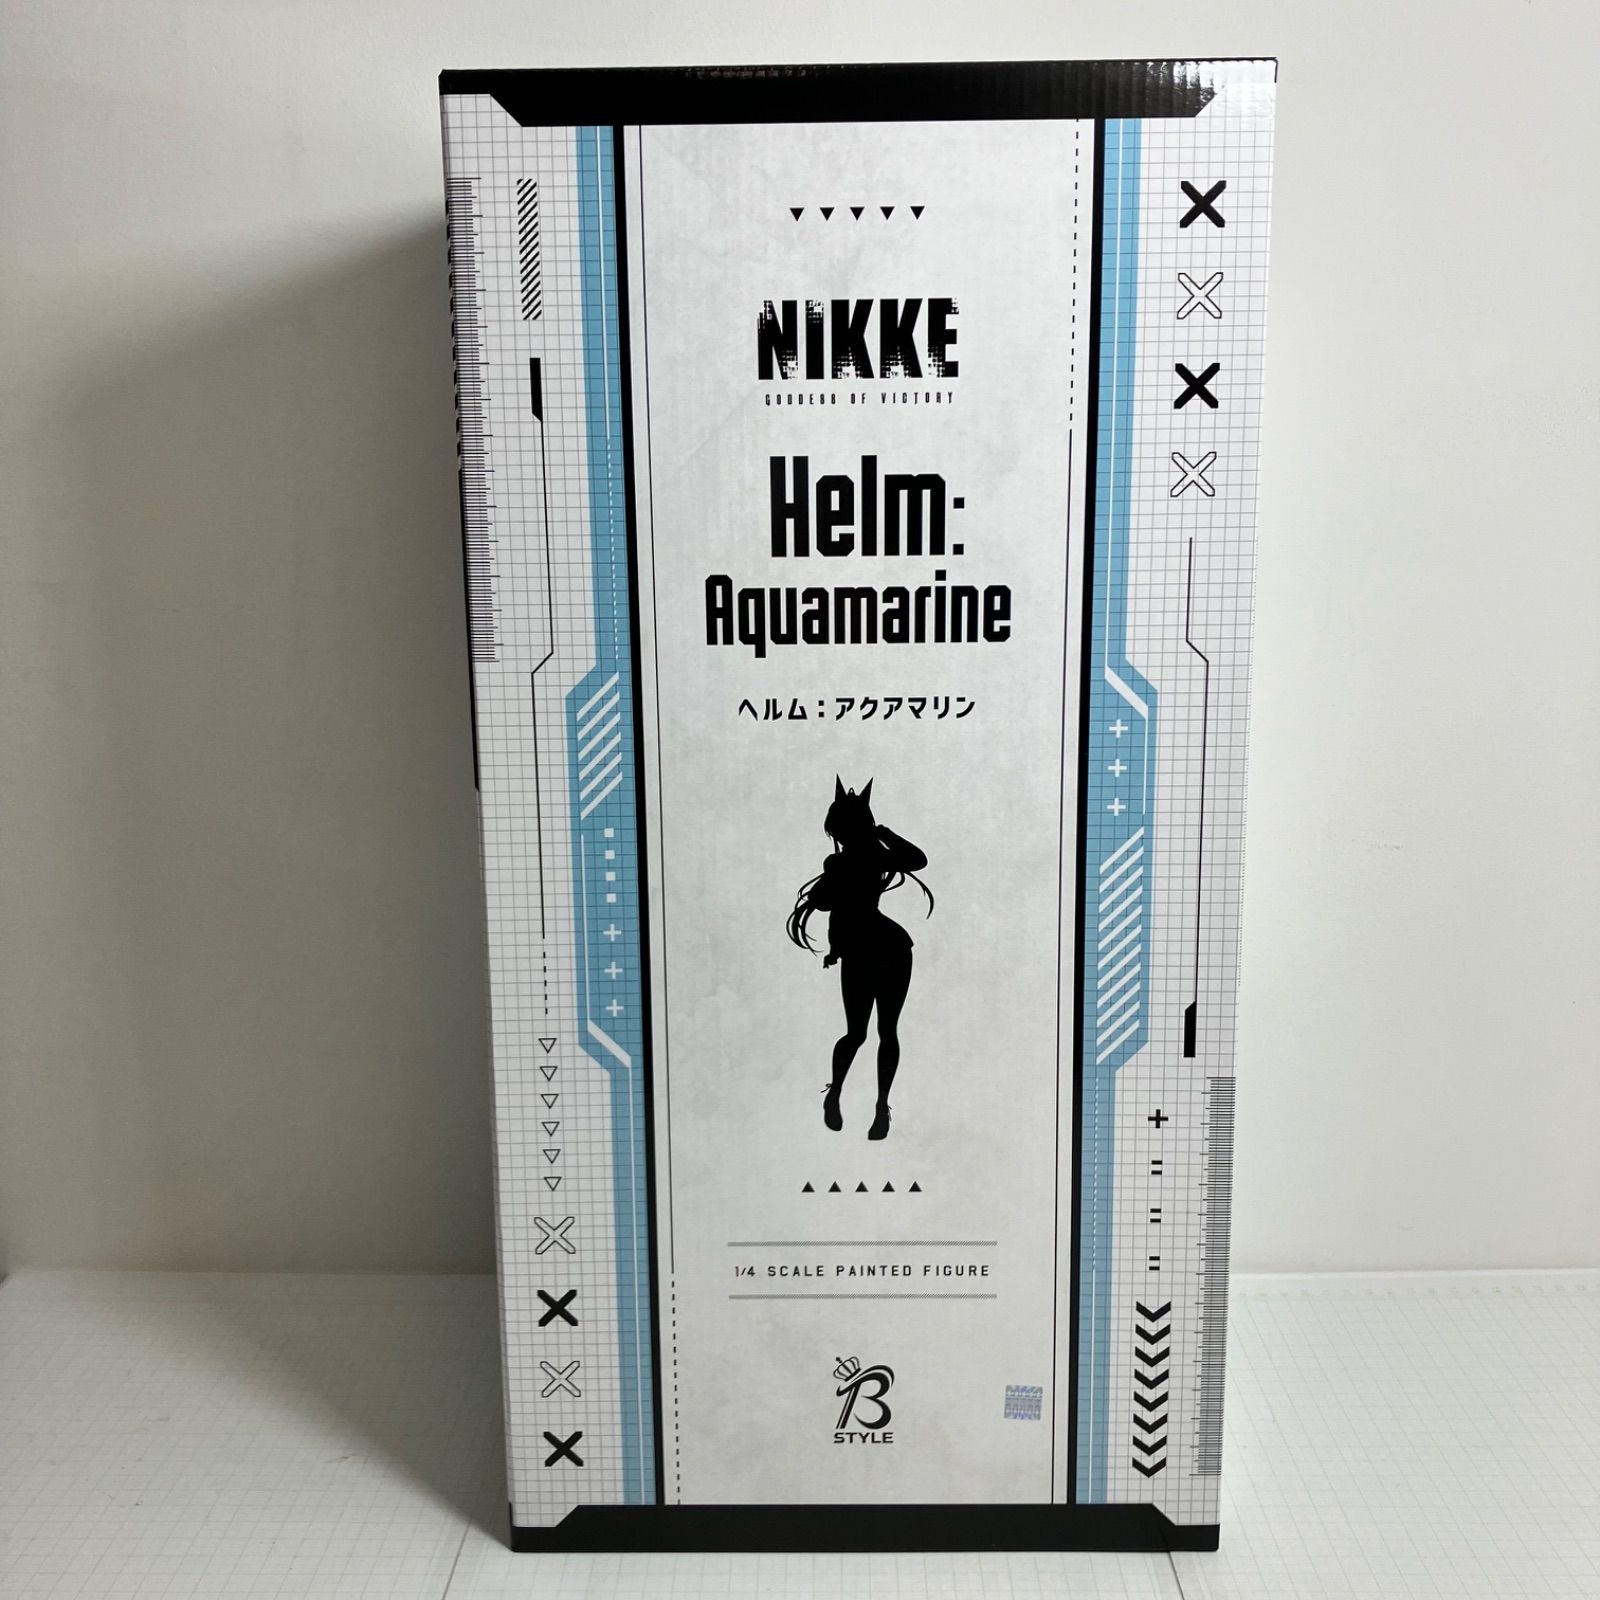 NIKKE
GODDESS OF VICTORY
Helm:
Aquamarine
ヘルム：アクアマリン
1/4 SCALE PAINTED FIGURE
B
STYLE